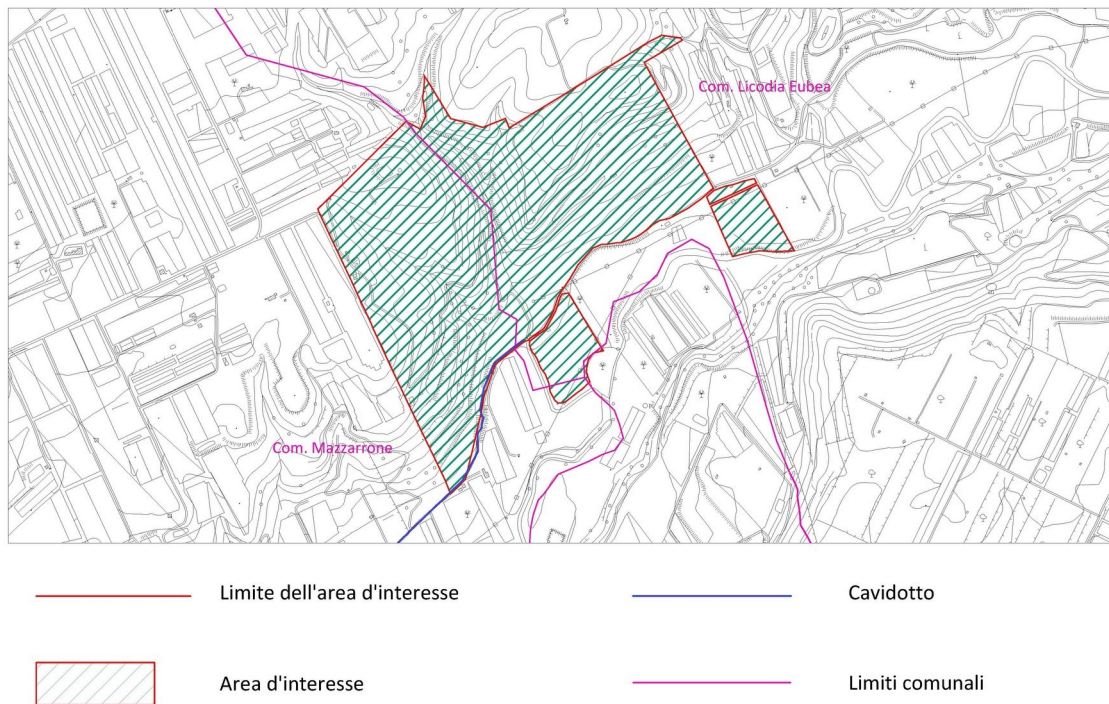 Com. Licodia Eubea
Com. Mazzarrone
Limite dell'area d'interesse
Cavidotto
Area d'interesse
Limiti comunali